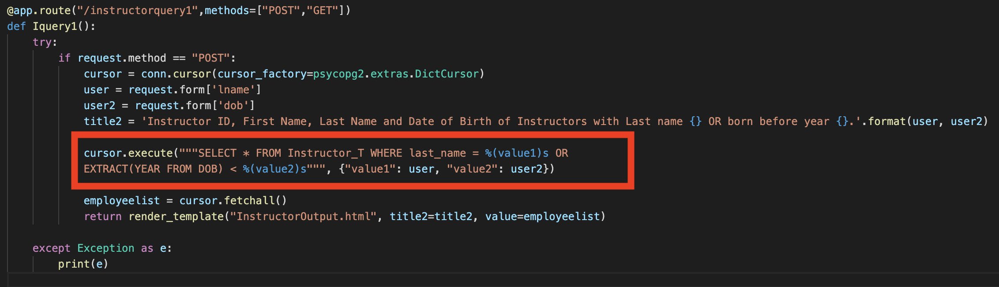 @app.route("/instructorquery1",methods=["POST","GET"])
def Iquery1():
    try:
        if request.method == "POST":
            cursor = conn.cursor(cursor_factory=psycopg2.extras.DictCursor)
            user = request.form['lname']
            user2 = request.form['dob']
            title2 = 'Instructor ID, First Name, Last Name and Date of Birth of Instructors with Last name {} OR born before year {}.'.format(user, user2)
            cursor.execute("""SELECT * FROM Instructor_T WHERE last_name = %(value1)s OR
            EXTRACT(YEAR FROM DOB) < %(value2)s""", {"value1": user, "value2": user2})
            employeelist = cursor.fetchall()
            return render_template("InstructorOutput.html", title2=title2, value=employeelist)
    except Exception as e:
        print(e)